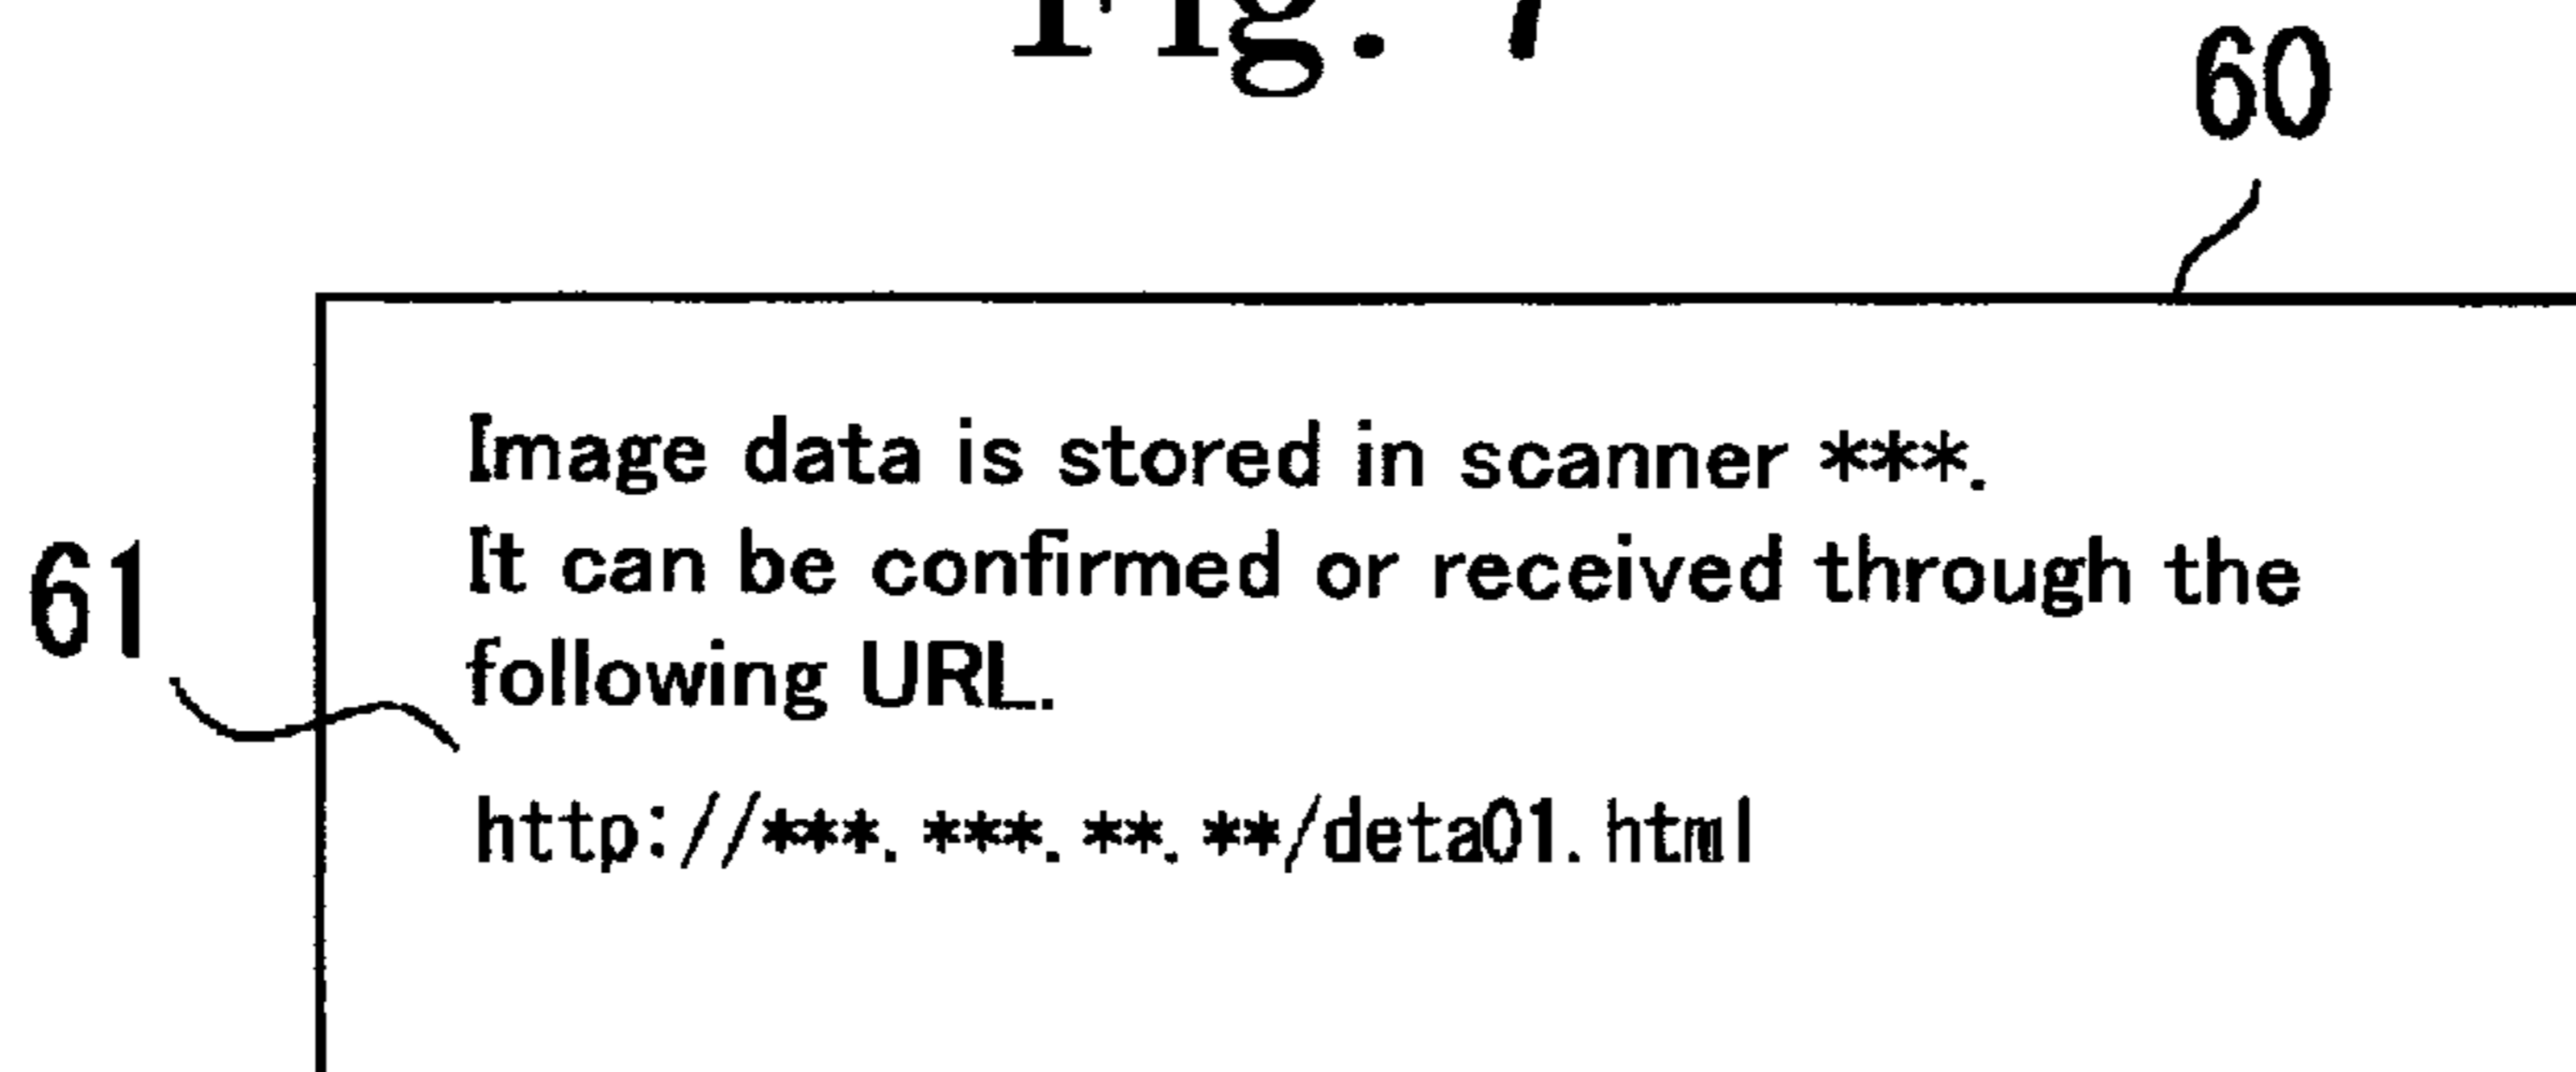 Fig. 7
60
Image data is stored in scanner ***.
It can be confirmed or received through the
following URL.
61
http://***.***.**.**/deta01.html